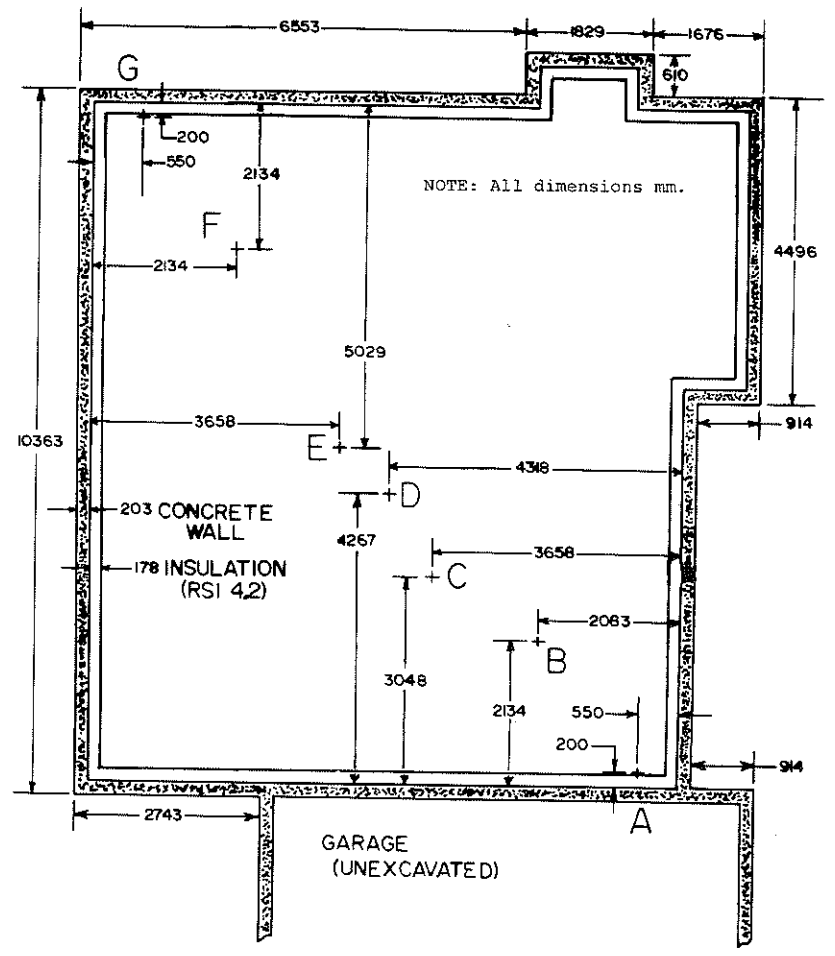 6553
1829
1676
G
610
200
550
2134
NOTE: All dimensions mm.
F
2134
4496
5029
3658
914
10363
E
4318
D
203 CONCRETE
WALL
4267
3658
178 INSULATION
(RSI 4.2)
C
2083
3048
B
2134
550
200
914
2743
A
GARAGE
(UNEXCAVATED)